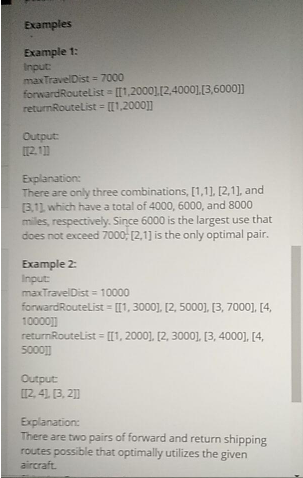 Examples
Example 1:
Input:
maxTravelDist = 7000
forwardRouteList = [[1,2000],[2,4000],[3,6000]]
returnRouteList = [[1,2000]]
Output:
[[2,1]]
Explanation:
There are only three combinations, [1,1], [2,1], and
[3,1], which have a total of 4000, 6000, and 8000
miles, respectively. Since 6000 is the largest use that
does not exceed 7000, [2,1] is the only optimal pair.
Example 2:
Input:
maxTravelDist = 10000
forwardRouteList = [[1, 3000], [2, 5000], [3, 7000], [4,
10000]]
returnRouteList = [[1, 2000], [2, 3000], [3, 4000], [4,
5000]]
Output:
[[2, 4], [3, 2]]
Explanation:
There are two pairs of forward and return shipping
routes possible that optimally utilizes the given
aircraft.